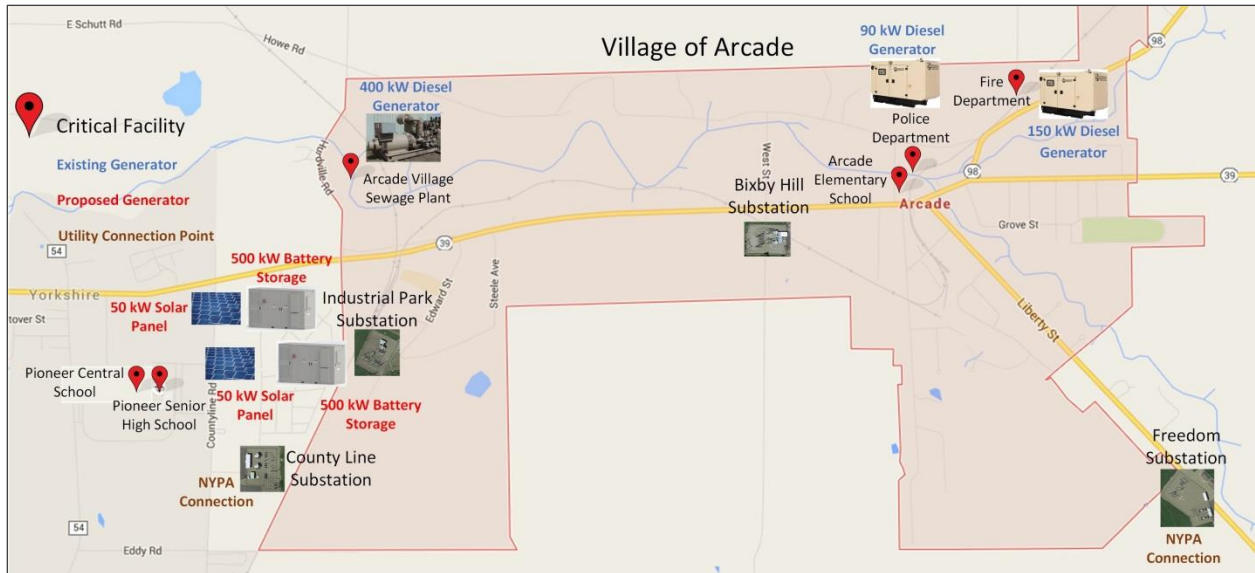 E Schutt Rd
Howe Rd
Village of Arcade
90 kW Diesel
Generator
98
400 kW Diesel
Generator
Critical Facility
Fire
Department
Police
Department
150 kW Diesel
Generator
Existing Generator
Hurdville Rd
West St
Arcade Village
Sewage Plant
Arcade
Elementary
School
98
39
Proposed Generator
Bixby Hill
Substation
Arcade
Grove St
Utility Connection Point
54
39
500 kW Battery
Storage
Steele Ave
Edward St
Yorkshire
50 kW Solar
Panel
Industrial Park
Substation
Liberty St
tover St
Pioneer Central
School
Pioneer Senior
High School
50 kW Solar
Panel
Countyline Rd
500 kW Battery
Storage
County Line
Substation
NYPA
Connection
Freedom
Substation
54
Eddy Rd
NYPA
Connection